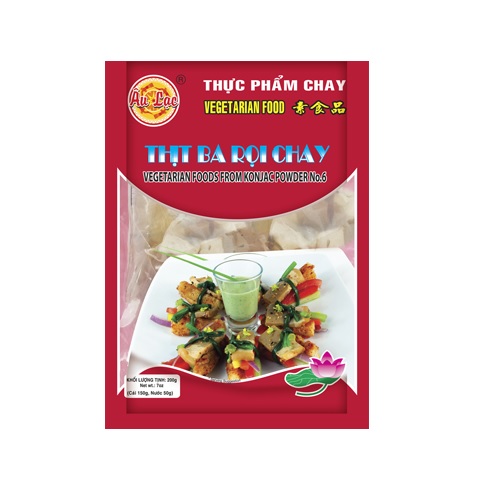 Âu Lạc
®
THỰC PHẨM CHAY
VEGETARIAN FOOD 素食品
THỊT BA RỌI CHAY
VEGETARIAN FOODS FROM KONJAC POWDER No.6
KHỐI LƯỢNG TỊNH: 200g
Net wt.: 7oz
(Cái 150g, Nước 50g)